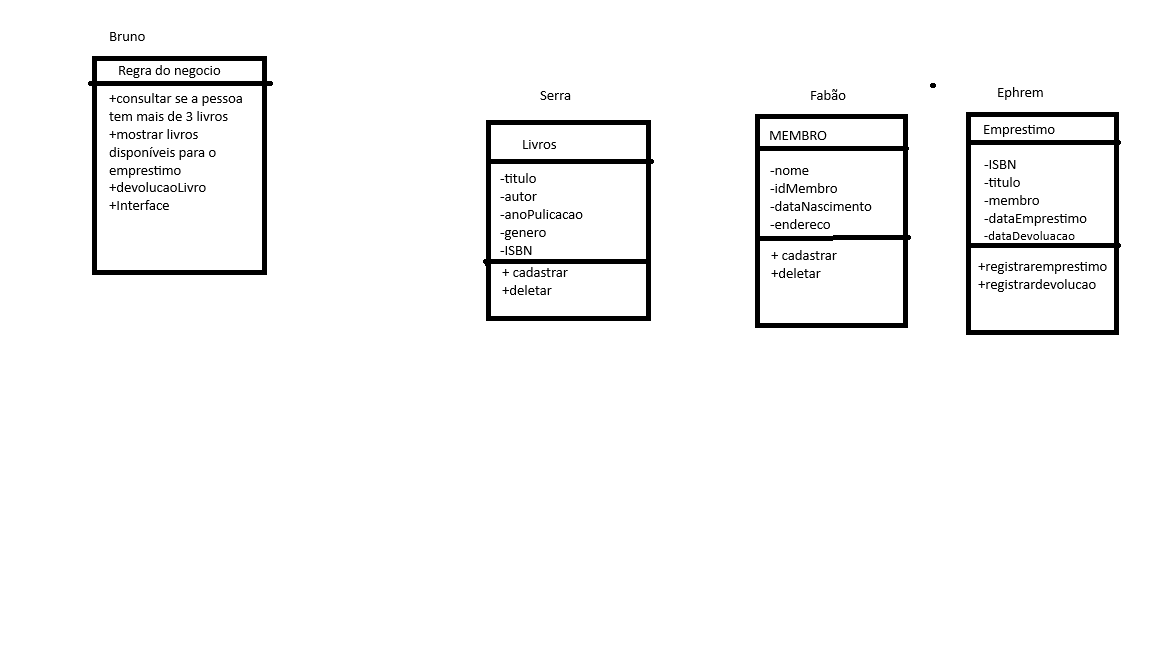 Bruno
Regra do negocio
+consultar se a pessoa
tem mais de 3 livros
+mostrar livros
disponíveis para o
emprestimo
+devolucaoLivro
+Interface
Serra
Livros
-titulo
-autor
-anoPulicacao
-genero
-ISBN
+ cadastrar
+deletar
Fabão
MEMBRO
-nome
-idMembro
-dataNascimento
-endereco
+ cadastrar
+deletar
Ephrem
Emprestimo
-ISBN
-titulo
-membro
-dataEmprestimo
-dataDevoluacao
+registraremprestimo
+registrardevolucao